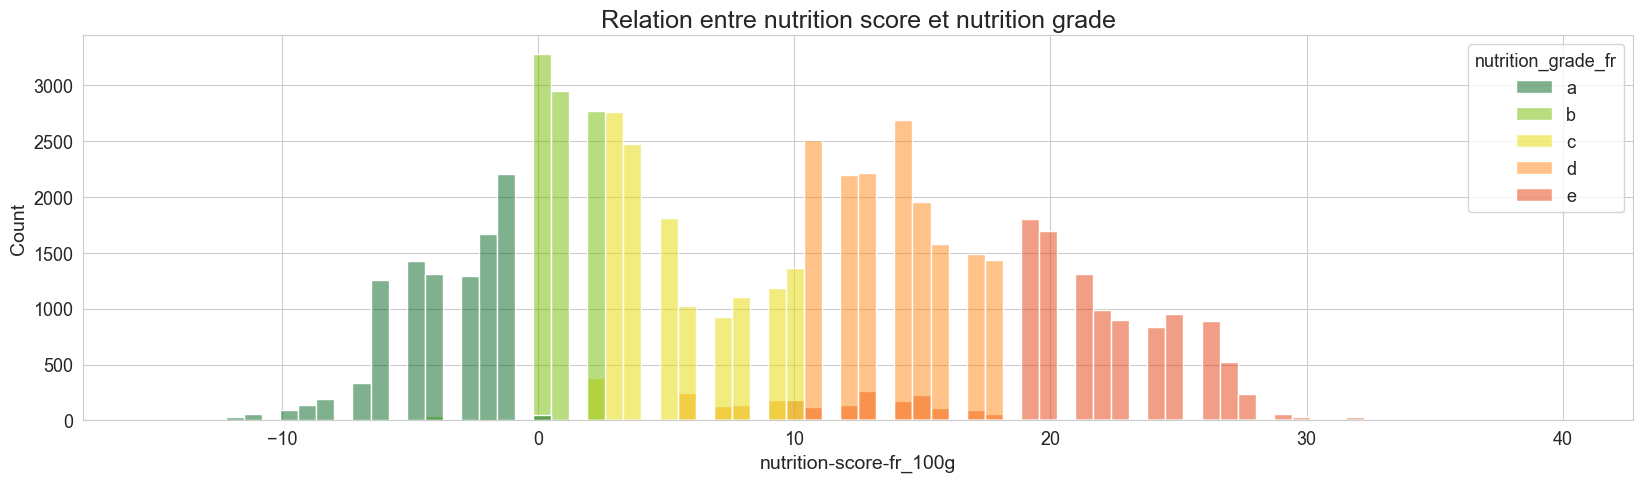 Relation entre nutrition score et nutrition grade
nutrition_grade_fr
a
b
c
d
e
Count
3000
2500
2000
1500
1000
500
0
−10 0 10 20 30 40
nutrition-score-fr_100g